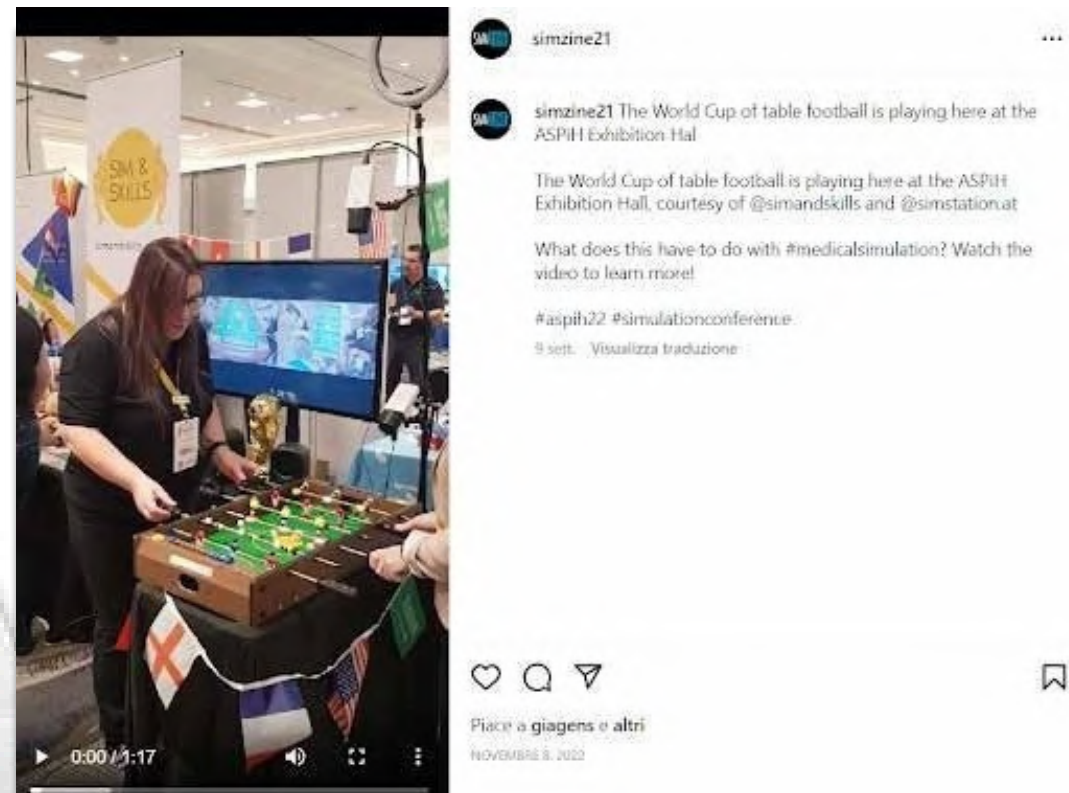 simzine21
simzine21 The World Cup of table football is playing here at the
ASPiH Exhibition Hal
The World Cup of table football is playing here at the ASPiH
Exhibition Hall, courtesy of @simandskills and @simstation.at
What does this have to do with #medicalsimulation? Watch the
video to learn more!
#aspih22 #simulationconference
9 sett. Visualizza traduzione
SIM &
SKILLS
0:00 / 1:17
Piace a giagens e altri
NOVEMBRE 8, 2022